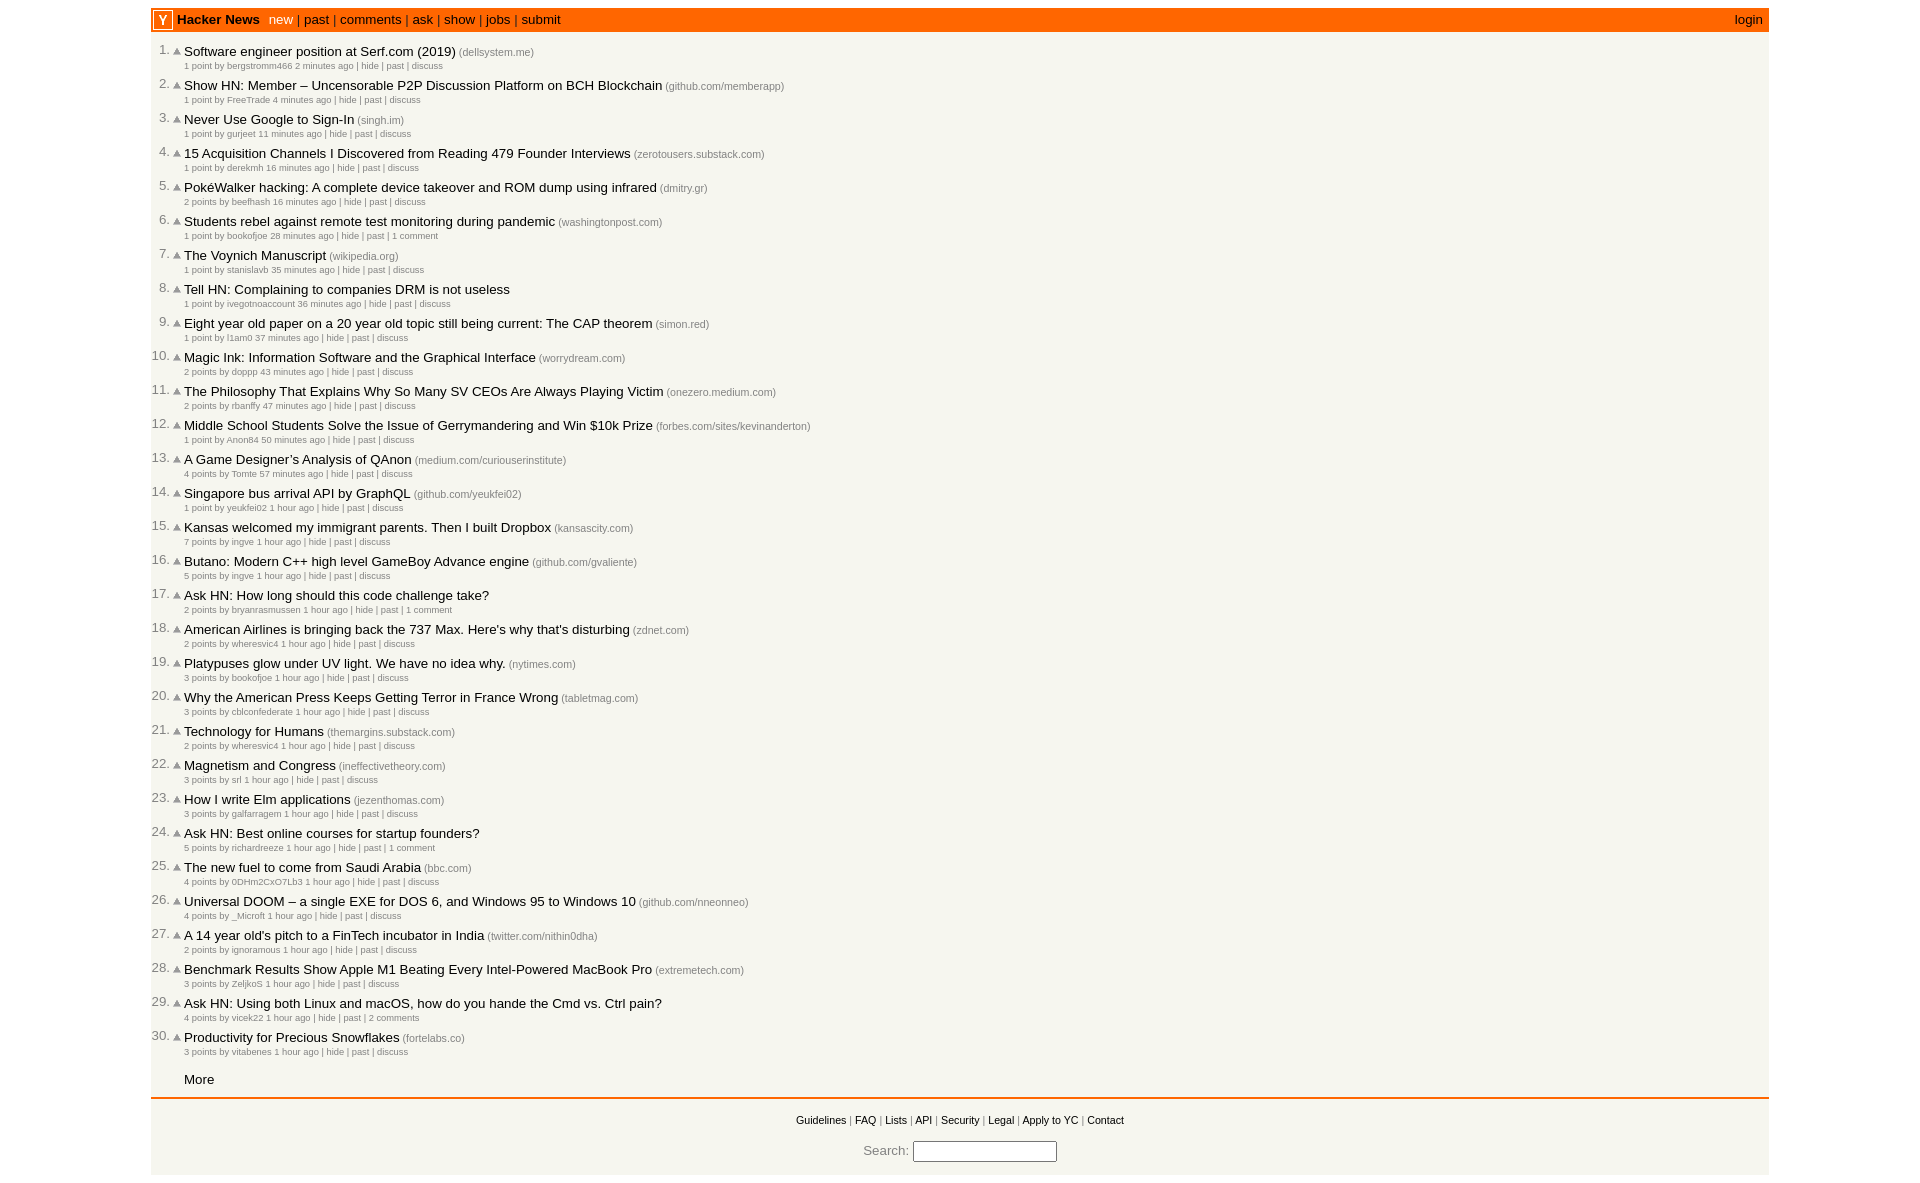 Y Hacker News new | past | comments | ask | show | jobs | submit login
1. Software engineer position at Serf.com (2019) (dellsystem.me)
1 point by bergstromm466 2 minutes ago | hide | past | discuss
2. Show HN: Member – Uncensorable P2P Discussion Platform on BCH Blockchain (github.com/memberapp)
1 point by FreeTrade 4 minutes ago | hide | past | discuss
3. Never Use Google to Sign-In (singh.im)
1 point by gurjeet 11 minutes ago | hide | past | discuss
4. 15 Acquisition Channels I Discovered from Reading 479 Founder Interviews (zerotousers.substack.com)
1 point by derekmh 16 minutes ago | hide | past | discuss
5. PokéWalker hacking: A complete device takeover and ROM dump using infrared (dmitry.gr)
2 points by beefhash 16 minutes ago | hide | past | discuss
6. Students rebel against remote test monitoring during pandemic (washingtonpost.com)
1 point by bookofjoe 28 minutes ago | hide | past | 1 comment
7. The Voynich Manuscript (wikipedia.org)
1 point by stanislavb 35 minutes ago | hide | past | discuss
8. Tell HN: Complaining to companies DRM is not useless
1 point by ivegotnoaccount 36 minutes ago | hide | past | discuss
9. Eight year old paper on a 20 year old topic still being current: The CAP theorem (simon.red)
1 point by l1am0 37 minutes ago | hide | past | discuss
10. Magic Ink: Information Software and the Graphical Interface (worrydream.com)
2 points by doppp 43 minutes ago | hide | past | discuss
11. The Philosophy That Explains Why So Many SV CEOs Are Always Playing Victim (onezero.medium.com)
2 points by rbanffy 47 minutes ago | hide | past | discuss
12. Middle School Students Solve the Issue of Gerrymandering and Win $10k Prize (forbes.com/sites/kevinanderton)
1 point by Anon84 50 minutes ago | hide | past | discuss
13. A Game Designer’s Analysis of QAnon (medium.com/curiouserinstitute)
4 points by Tomte 57 minutes ago | hide | past | discuss
14. Singapore bus arrival API by GraphQL (github.com/yeukfei02)
1 point by yeukfei02 1 hour ago | hide | past | discuss
15. Kansas welcomed my immigrant parents. Then I built Dropbox (kansascity.com)
7 points by ingve 1 hour ago | hide | past | discuss
16. Butano: Modern C++ high level GameBoy Advance engine (github.com/gvaliente)
5 points by ingve 1 hour ago | hide | past | discuss
17. Ask HN: How long should this code challenge take?
2 points by bryanrasmussen 1 hour ago | hide | past | 1 comment
18. American Airlines is bringing back the 737 Max. Here's why that's disturbing (zdnet.com)
2 points by wheresvic4 1 hour ago | hide | past | discuss
19. Platypuses glow under UV light. We have no idea why. (nytimes.com)
3 points by bookofjoe 1 hour ago | hide | past | discuss
20. Why the American Press Keeps Getting Terror in France Wrong (tabletmag.com)
3 points by cblconfederate 1 hour ago | hide | past | discuss
21. Technology for Humans (themargins.substack.com)
2 points by wheresvic4 1 hour ago | hide | past | discuss
22. Magnetism and Congress (ineffectivetheory.com)
3 points by srl 1 hour ago | hide | past | discuss
23. How I write Elm applications (jezenthomas.com)
3 points by galfarragem 1 hour ago | hide | past | discuss
24. Ask HN: Best online courses for startup founders?
5 points by richardreeze 1 hour ago | hide | past | 1 comment
25. The new fuel to come from Saudi Arabia (bbc.com)
4 points by 0DHm2CxO7Lb3 1 hour ago | hide | past | discuss
26. Universal DOOM – a single EXE for DOS 6, and Windows 95 to Windows 10 (github.com/nneonneo)
4 points by _Microft 1 hour ago | hide | past | discuss
27. A 14 year old's pitch to a FinTech incubator in India (twitter.com/nithin0dha)
2 points by ignoramous 1 hour ago | hide | past | discuss
28. Benchmark Results Show Apple M1 Beating Every Intel-Powered MacBook Pro (extremetech.com)
3 points by ZeljkoS 1 hour ago | hide | past | discuss
29. Ask HN: Using both Linux and macOS, how do you hande the Cmd vs. Ctrl pain?
4 points by vicek22 1 hour ago | hide | past | 2 comments
30. Productivity for Precious Snowflakes (fortelabs.co)
3 points by vitabenes 1 hour ago | hide | past | discuss
More
Guidelines | FAQ | Lists | API | Security | Legal | Apply to YC | Contact
Search: